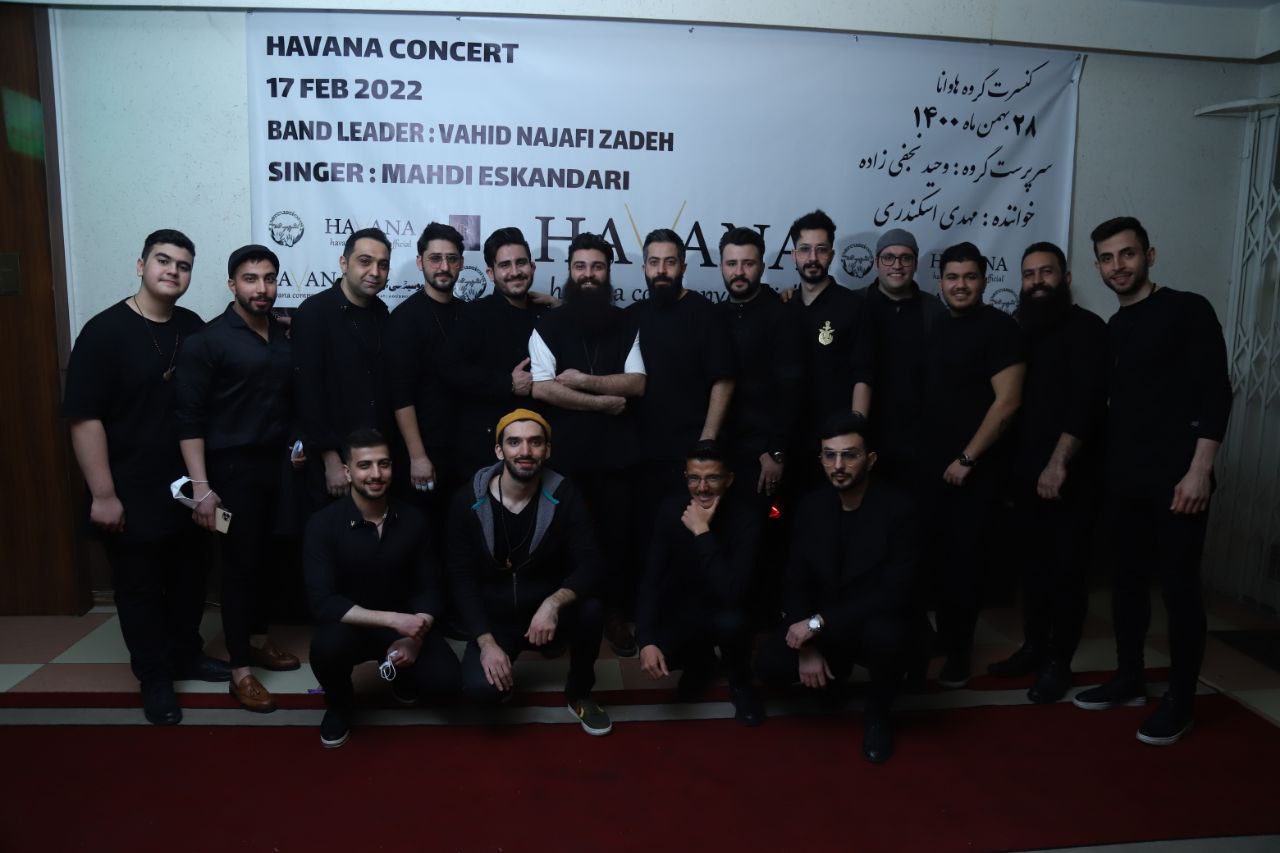 HAVANA CONCERT
17 FEB 2022
BAND LEADER : VAHID NAJAFI ZADEH
SINGER : MAHDI ESKANDARI
کنسرت گروه هاوانا
۲۸ بهمن ماه ۱۴۰۰
سرپرست گروه : وحید نجفی زاده
خواننده : مهدی اسکندری
HAVANA
HAVANA
HAVANA